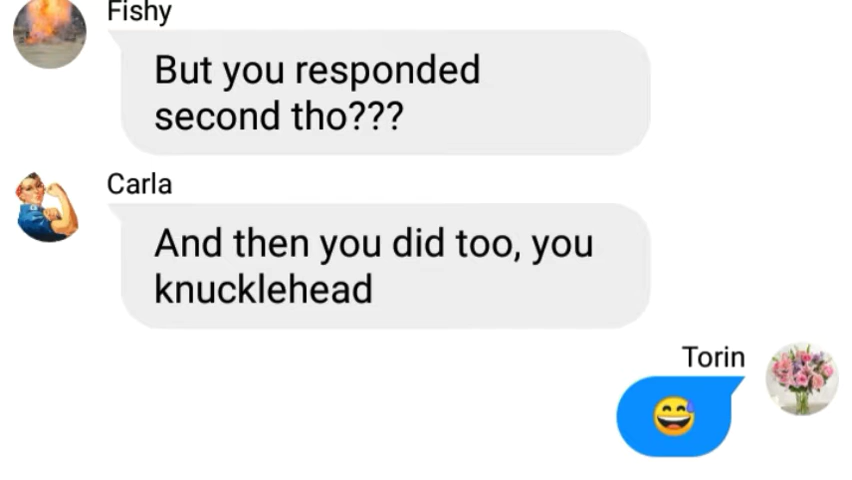 Fishy
But you responded
second tho???
Carla
And then you did too, you
knucklehead
Torin
😅